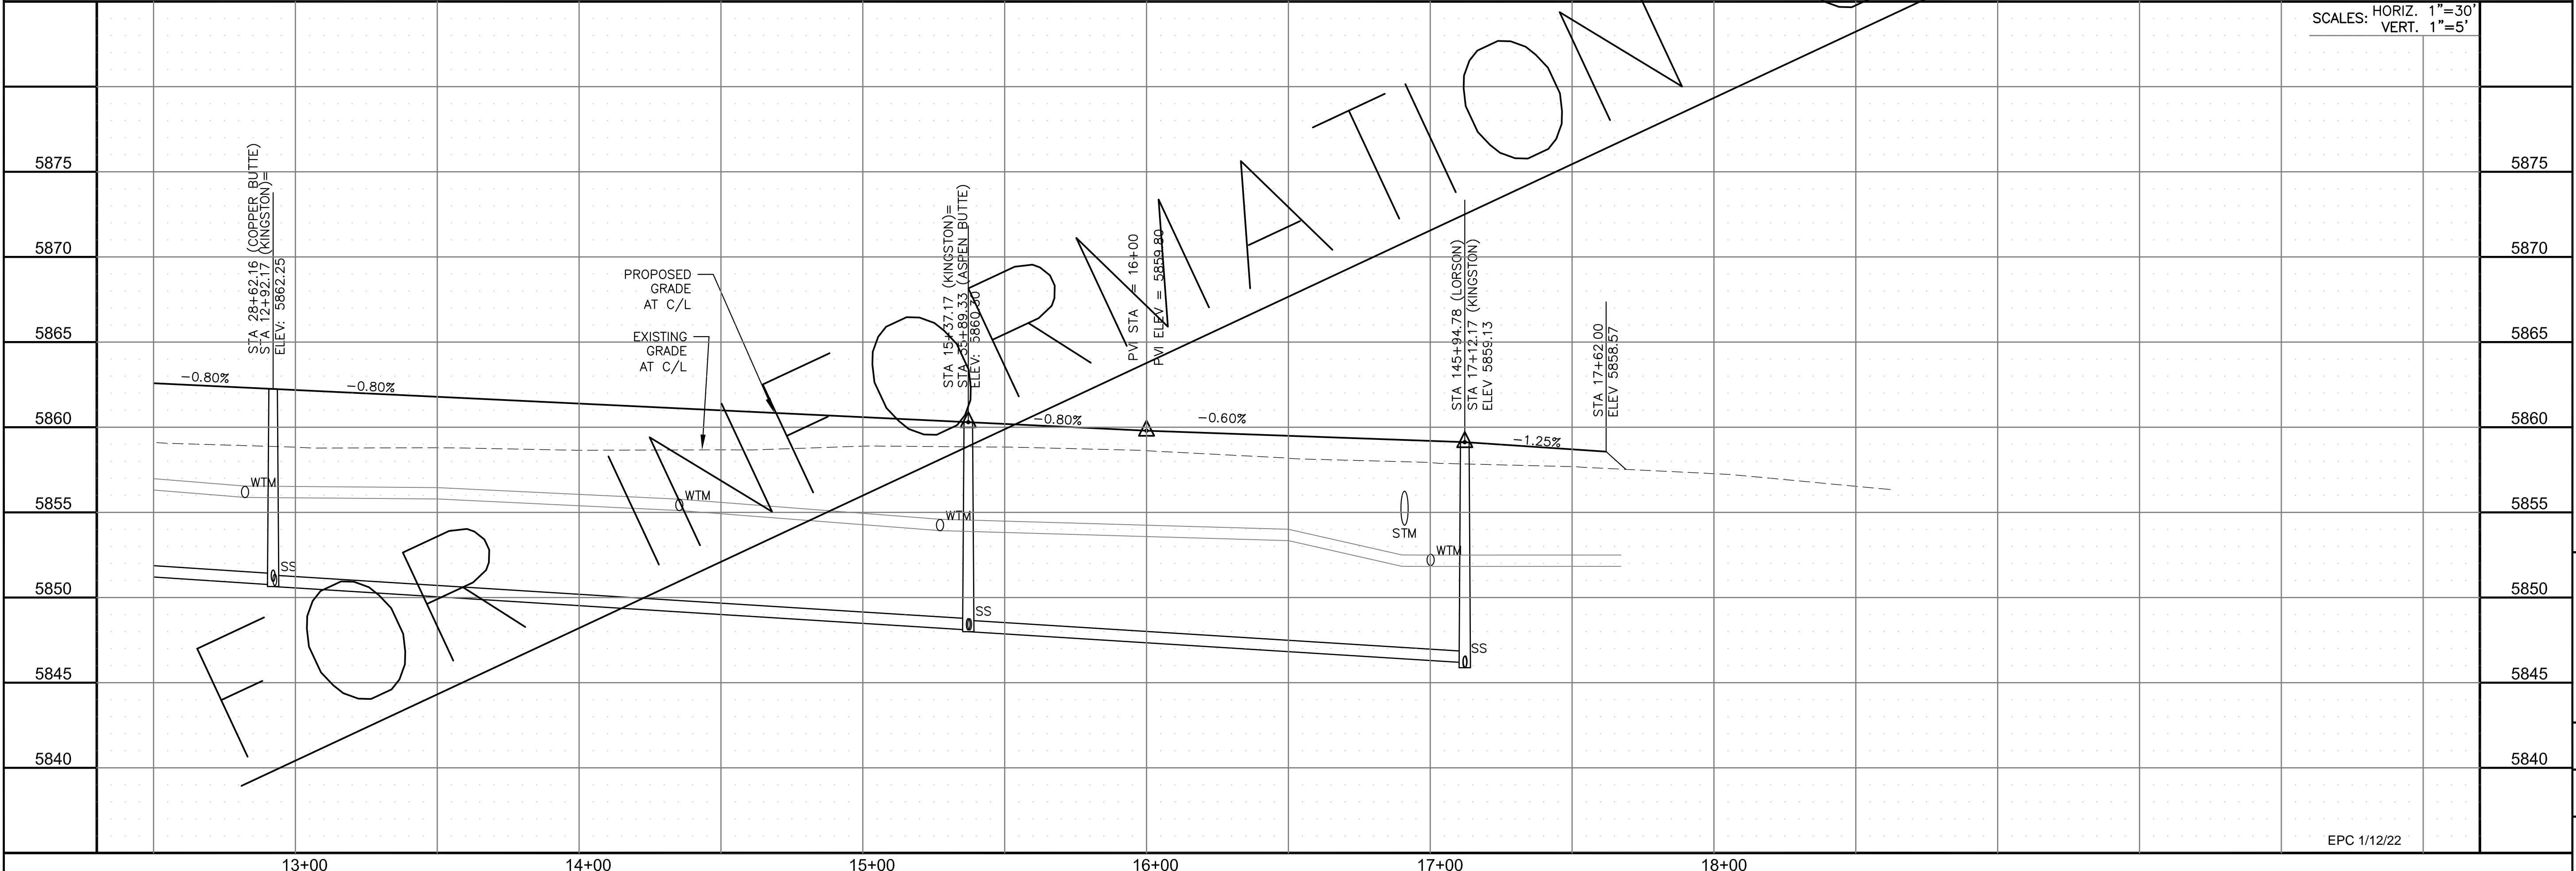 SCALES: HORIZ. 1"=30'
VERT. 1"=5'
5875
5870
5865
5860
5855
5850
5845
5840
STA 28+62.16 (COPPER BUTTE)
STA 12+92.17 (KINGSTON)=
ELEV: 5862.25
PROPOSED
GRADE
AT C/L
EXISTING
GRADE
AT C/L
STA 15+37.17 (KINGSTON)=
STA 35+89.33 (ASPEN BUTTE)
ELEV: 5860.30
PVI STA = 16+00
PVI ELEV = 5859.80
STA 145+94.78 (LORSON)
STA 17+12.17 (KINGSTON)
ELEV 5859.13
STA 17+62.00
ELEV 5858.57
-0.80%
-0.80%
-0.80%
-0.60%
-1.25%
WTM
WTM
WTM
STM
WTM
SS
SS
SS
FOR INFORMATION
5875
5870
5865
5860
5855
5850
5845
5840
EPC 1/12/22
13+00
14+00
15+00
16+00
17+00
18+00